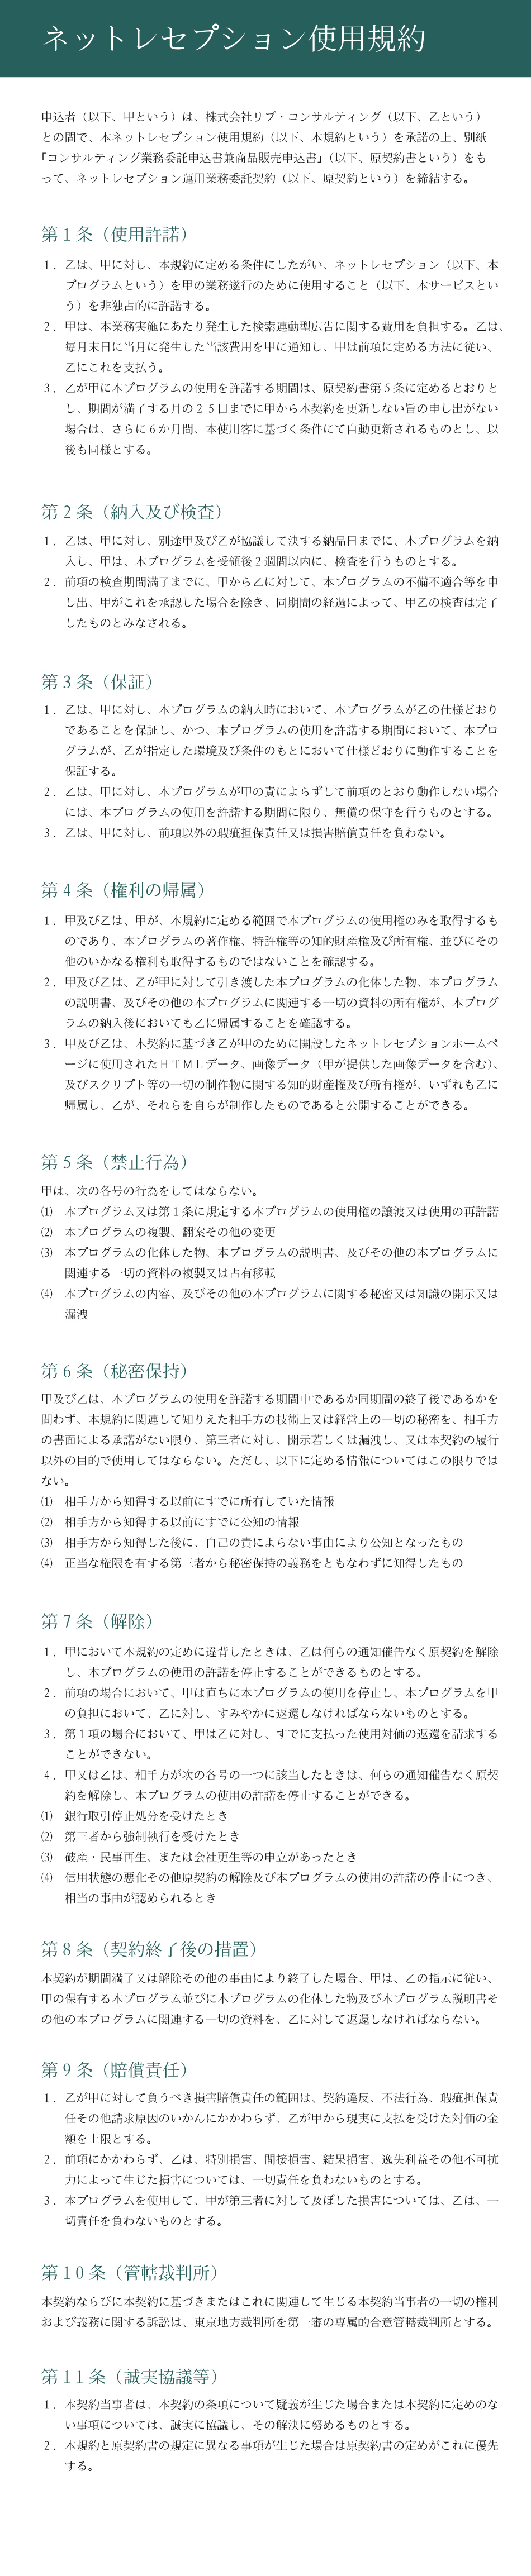 ネットレセプション使用規約
申込者（以下、甲という）は、株式会社リブ・コンサルティング（以下、乙という）
との間で、本ネットレセプション使用規約（以下、本規約という）を承諾の上、別紙
「コンサルティング業務委託申込書兼商品販売申込書」（以下、原契約書という）をも
って、ネットレセプション運用業務委託契約（以下、原契約という）を締結する。
第１条（使用許諾）
１．乙は、甲に対し、本規約に定める条件にしたがい、ネットレセプション（以下、本
プログラムという）を甲の業務遂行のために使用すること（以下、本サービスとい
う）を非独占的に許諾する。
２．甲は、本業務実施にあたり発生した検索連動型広告に関する費用を負担する。乙は、
毎月末日に当月に発生した当該費用を甲に通知し、甲は前項に定める方法に従い、
乙にこれを支払う。
３．乙が甲に本プログラムの使用を許諾する期間は、原契約書第５条に定めるとおりと
し、期間が満了する月の２５日までに甲から本契約を更新しない旨の申し出がない
場合は、さらに６か月間、本使用客に基づく条件にて自動更新されるものとし、以
後も同様とする。
第２条（納入及び検査）
１．乙は、甲に対し、別途甲及び乙が協議して決する納品日までに、本プログラムを納
入し、甲は、本プログラムを受領後２週間以内に、検査を行うものとする。
２．前項の検査期間満了までに、甲から乙に対して、本プログラムの不備不適合等を申
し出、甲がこれを承認した場合を除き、同期間の経過によって、甲乙の検査は完了
したものとみなされる。
第３条（保証）
１．乙は、甲に対し、本プログラムの納入時において、本プログラムが乙の仕様どおり
であることを保証し、かつ、本プログラムの使用を許諾する期間において、本プロ
グラムが、乙が指定した環境及び条件のもとにおいて仕様どおりに動作することを
保証する。
２．乙は、甲に対し、本プログラムが甲の責によらずして前項のとおり動作しない場合
には、本プログラムの使用を許諾する期間に限り、無償の保守を行うものとする。
３．乙は、甲に対し、前項以外の瑕疵担保責任又は損害賠償責任を負わない。
第４条（権利の帰属）
１．甲及び乙は、甲が、本規約に定める範囲で本プログラムの使用権のみを取得するも
のであり、本プログラムの著作権、特許権等の知的財産権及び所有権、並びにその
他のいかなる権利も取得するものではないことを確認する。
２．甲及び乙は、乙が甲に対して引き渡した本プログラムの化体した物、本プログラム
の説明書、及びその他の本プログラムに関連する一切の資料の所有権が、本プログ
ラムの納入後においても乙に帰属することを確認する。
３．甲及び乙は、本契約に基づき乙が甲のために開設したネットレセプションホームペ
ージに使用されたＨＴＭＬデータ、画像データ（甲が提供した画像データを含む）、
及びスクリプト等の一切の制作物に関する知的財産権及び所有権が、いずれも乙に
帰属し、乙が、それらを自らが制作したものであると公開することができる。
第５条（禁止行為）
甲は、次の各号の行為をしてはならない。
⑴　本プログラム又は第１条に規定する本プログラムの使用権の譲渡又は使用の再許諾
⑵　本プログラムの複製、翻案その他の変更
⑶　本プログラムの化体した物、本プログラムの説明書、及びその他の本プログラムに
関連する一切の資料の複製又は占有移転
⑷　本プログラムの内容、及びその他の本プログラムに関する秘密又は知識の開示又は
漏洩
第６条（秘密保持）
甲及び乙は、本プログラムの使用を許諾する期間中であるか同期間の終了後であるかを
問わず、本規約に関連して知りえた相手方の技術上又は経営上の一切の秘密を、相手方
の書面による承諾がない限り、第三者に対し、開示若しくは漏洩し、又は本契約の履行
以外の目的で使用してはならない。ただし、以下に定める情報についてはこの限りでは
ない。
⑴　相手方から知得する以前にすでに所有していた情報
⑵　相手方から知得する以前にすでに公知の情報
⑶　相手方から知得した後に、自己の責によらない事由により公知となったもの
⑷　正当な権限を有する第三者から秘密保持の義務をともなわずに知得したもの
第７条（解除）
１．甲において本規約の定めに違背したときは、乙は何らの通知催告なく原契約を解除
し、本プログラムの使用の許諾を停止することができるものとする。
２．前項の場合において、甲は直ちに本プログラムの使用を停止し、本プログラムを甲
の負担において、乙に対し、すみやかに返還しなければならないものとする。
３．第１項の場合において、甲は乙に対し、すでに支払った使用対価の返還を請求する
ことができない。
４．甲又は乙は、相手方が次の各号の一つに該当したときは、何らの通知催告なく原契
約を解除し、本プログラムの使用の許諾を停止することができる。
⑴　銀行取引停止処分を受けたとき
⑵　第三者から強制執行を受けたとき
⑶　破産・民事再生、または会社更生等の申立があったとき
⑷　信用状態の悪化その他原契約の解除及び本プログラムの使用の許諾の停止につき、
相当の事由が認められるとき
第８条（契約終了後の措置）
本契約が期間満了又は解除その他の事由により終了した場合、甲は、乙の指示に従い、
甲の保有する本プログラム並びに本プログラムの化体した物及び本プログラム説明書そ
の他の本プログラムに関連する一切の資料を、乙に対して返還しなければならない。
第９条（賠償責任）
１．乙が甲に対して負うべき損害賠償責任の範囲は、契約違反、不法行為、瑕疵担保責
任その他請求原因のいかんにかかわらず、乙が甲から現実に支払を受けた対価の金
額を上限とする。
２．前項にかかわらず、乙は、特別損害、間接損害、結果損害、逸失利益その他不可抗
力によって生じた損害については、一切責任を負わないものとする。
３．本プログラムを使用して、甲が第三者に対して及ぼした損害については、乙は、一
切責任を負わないものとする。
第１０条（管轄裁判所）
本契約ならびに本契約に基づきまたはこれに関連して生じる本契約当事者の一切の権利
および義務に関する訴訟は、東京地方裁判所を第一審の専属的合意管轄裁判所とする。
第１１条（誠実協議等）
１．本契約当事者は、本契約の条項について疑義が生じた場合または本契約に定めのな
い事項については、誠実に協議し、その解決に努めるものとする。
２．本規約と原契約書の規定に異なる事項が生じた場合は原契約書の定めがこれに優先
する。